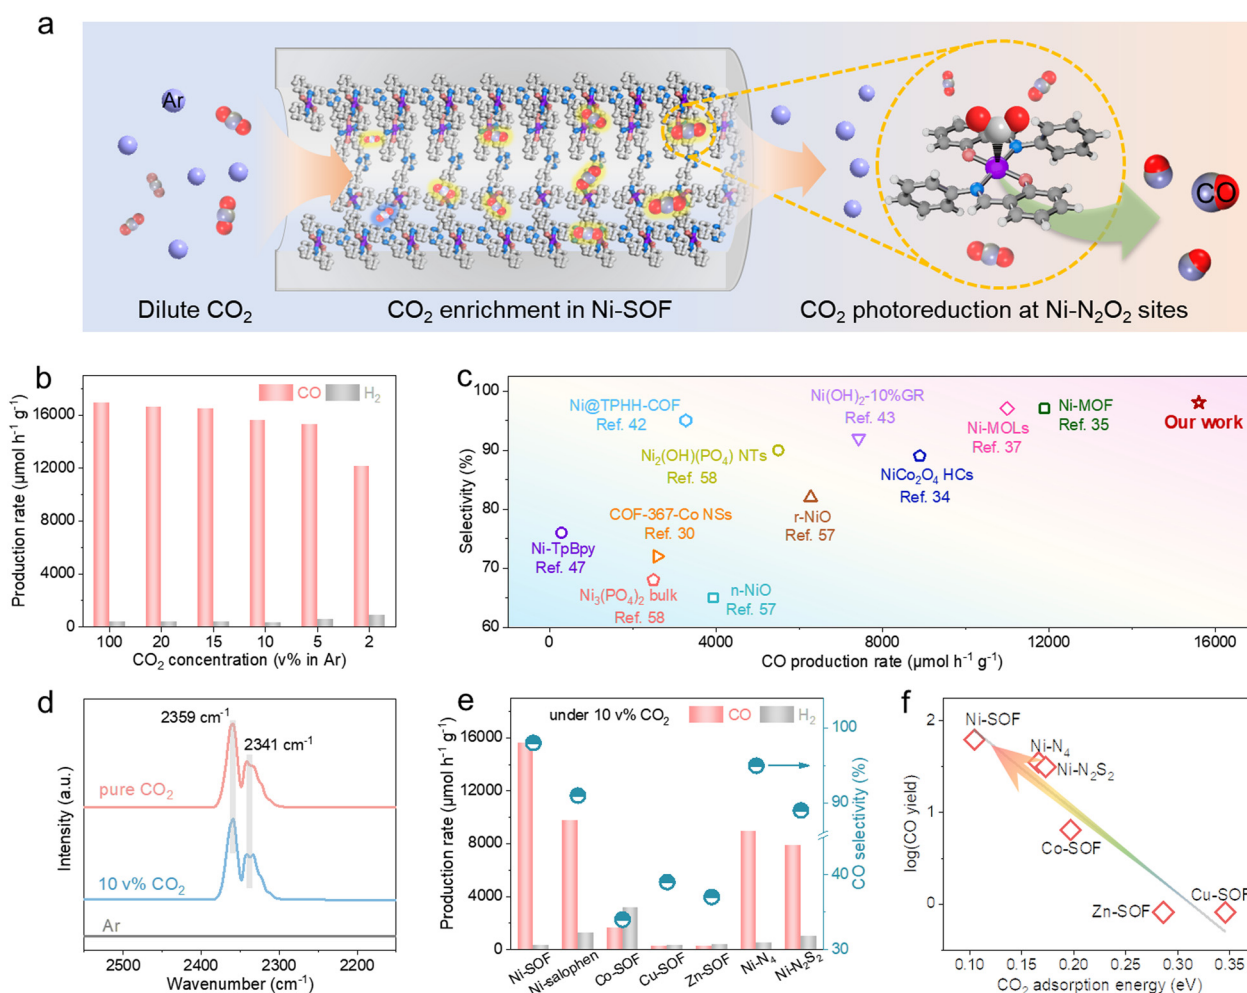 a
Ar
CO
Dilute CO₂
CO₂ enrichment in Ni-SOF
CO₂ photoreduction at Ni-N₂O₂ sites
b
CO
H₂
Production rate (μmol h⁻¹ g⁻¹)
16000
12000
8000
4000
0
100
20
15
10
5
2
CO₂ concentration (v% in Ar)
c
Selectivity (%)
100
90
80
70
60
Ni@TPHH-COF
Ref. 42
Ni(OH)₂-10%GR
Ref. 43
Ni-MOLs
Ref. 37
Ni-MOF
Ref. 35
Our work
Ni₂(OH)(PO₄) NTs
Ref. 58
NiCo₂O₄ HCs
Ref. 34
COF-367-Co NSs
Ref. 30
r-NiO
Ref. 57
Ni-TpBpy
Ref. 47
Ni₃(PO₄)₂ bulk
Ref. 58
n-NiO
Ref. 57
0
4000
8000
12000
16000
CO production rate (μmol h⁻¹ g⁻¹)
d
Intensity (a.u.)
2359 cm⁻¹
2341 cm⁻¹
pure CO₂
10 v% CO₂
Ar
2500
2400
2300
2200
Wavenumber (cm⁻¹)
e
under 10 v% CO₂
CO
H₂
Production rate (μmol h⁻¹ g⁻¹)
16000
12000
8000
4000
0
100
90
40
30
CO selectivity (%)
Ni-SOF
Ni-salophen
Co-SOF
Cu-SOF
Zn-SOF
Ni-N₄
Ni-N₂S₂
f
log(CO yield)
2
1
0
Ni-SOF
Ni-N₄
Ni-N₂S₂
Co-SOF
Zn-SOF
Cu-SOF
0.10
0.15
0.20
0.25
0.30
0.35
CO₂ adsorption energy (eV)